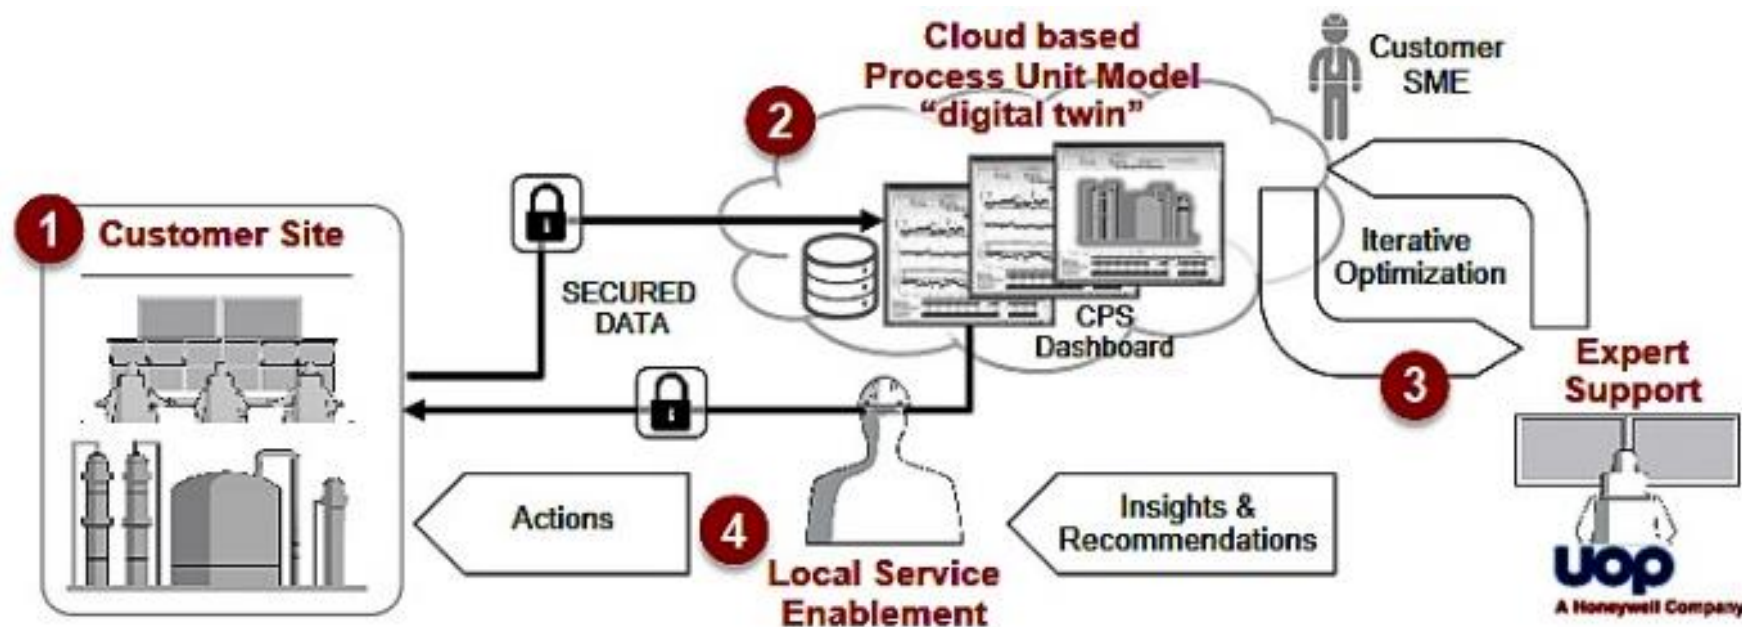 Cloud based
Process Unit Model
“digital twin”
Customer
SME
2
1
Customer Site
SECURED
DATA
CPS
Dashboard
Iterative
Optimization
3
Expert
Support
Actions
4
Insights &
Recommendations
Local Service
Enablement
uop
A Honeywell Company